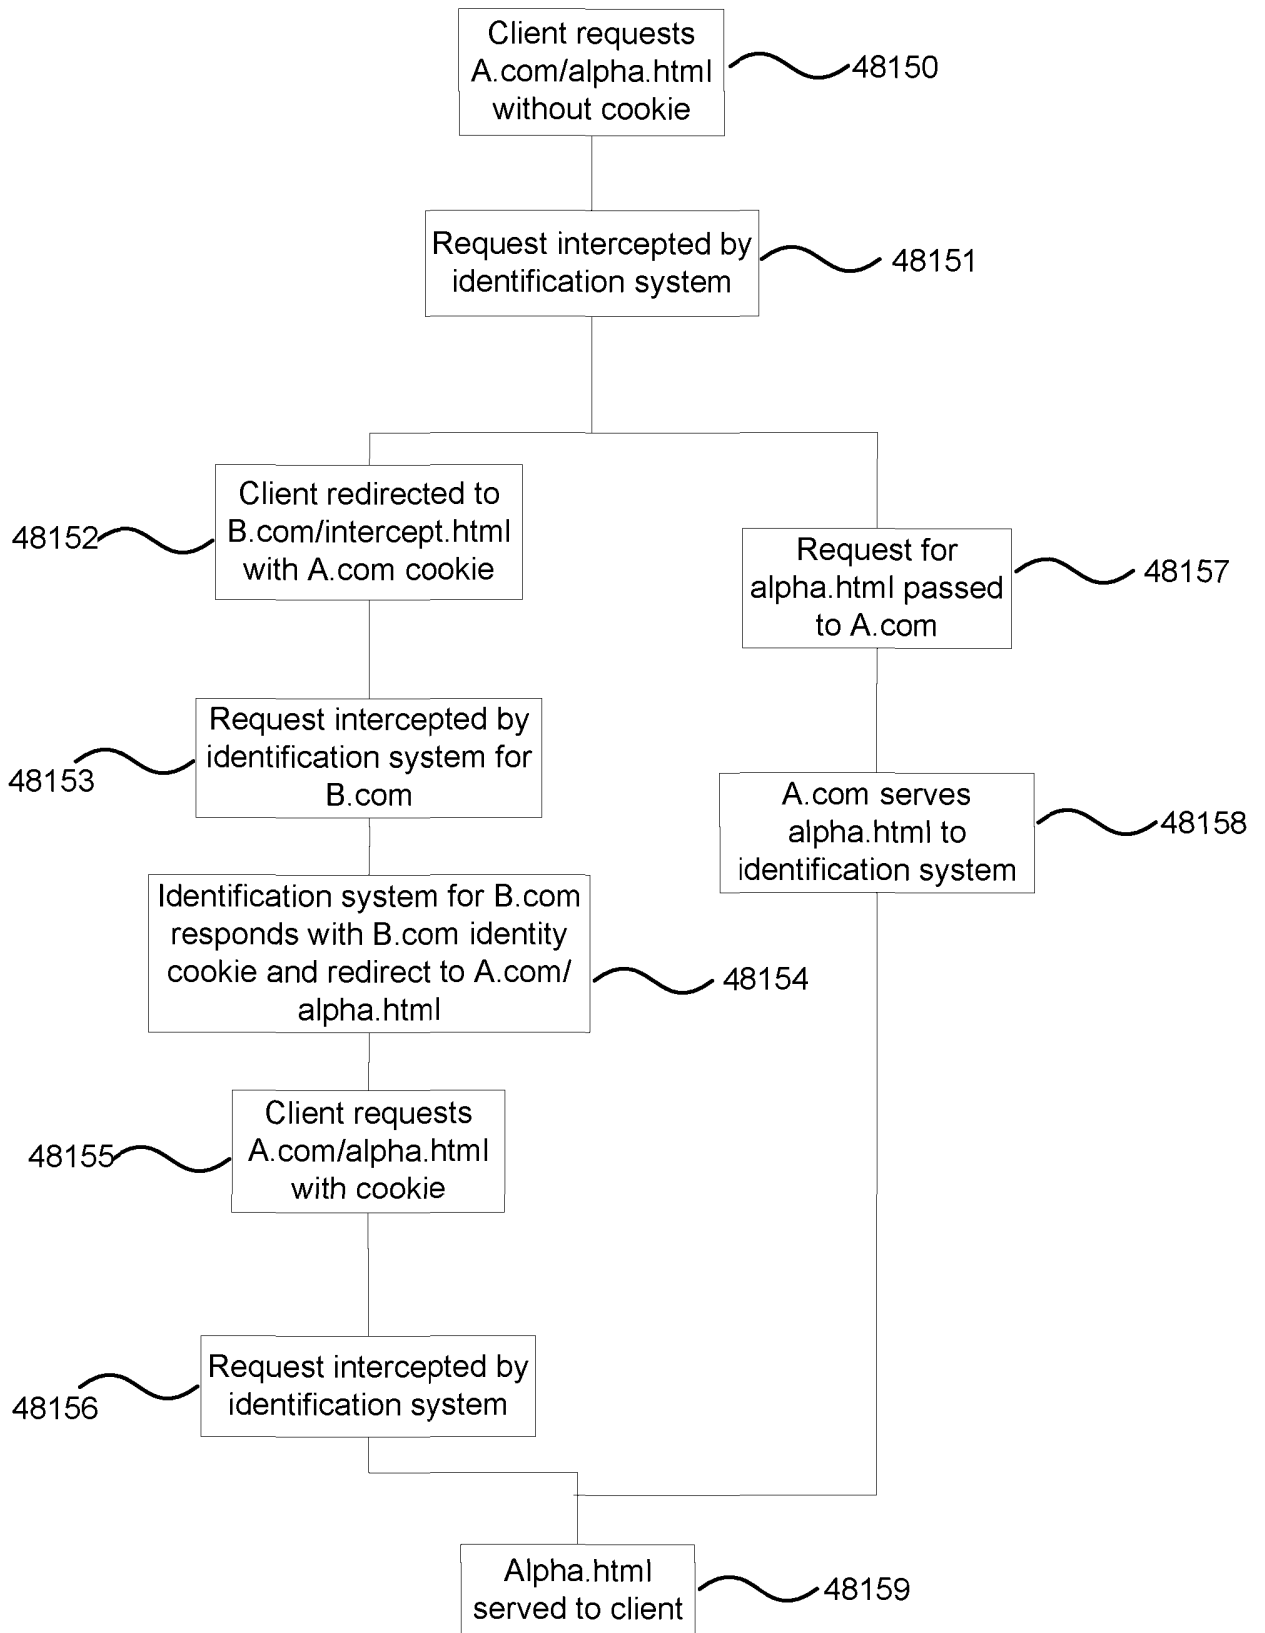 Client requests
A.com/alpha.html
without cookie
48150
Request intercepted by
identification system
48151
Client redirected to
B.com/intercept.html
with A.com cookie
48152
Request for
alpha.html passed
to A.com
48157
Request intercepted by
identification system for
B.com
48153
A.com serves
alpha.html to
identification system
48158
Identification system for B.com
responds with B.com identity
cookie and redirect to A.com/
alpha.html
48154
Client requests
A.com/alpha.html
with cookie
48155
Request intercepted by
identification system
48156
Alpha.html
served to client
48159